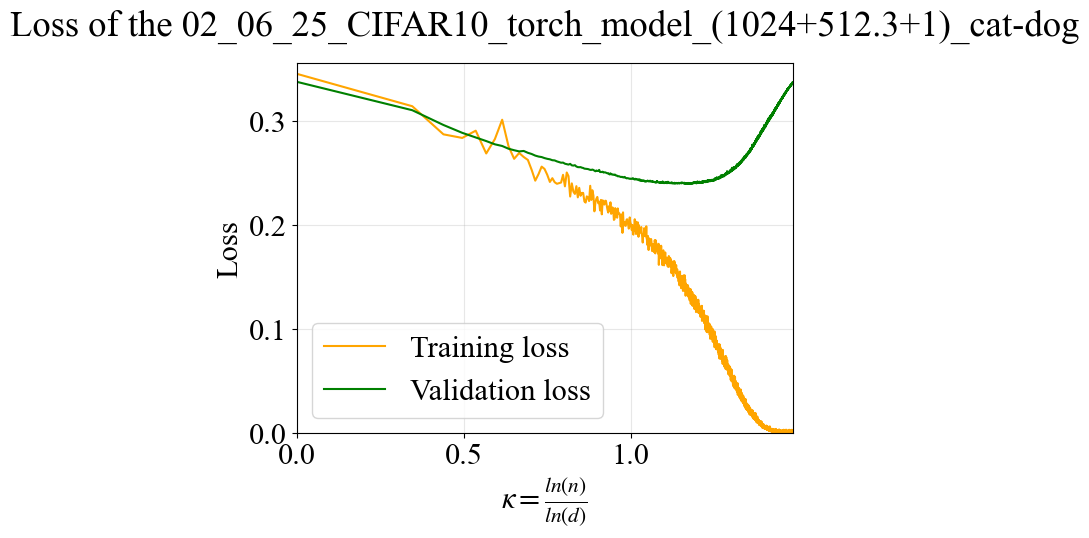 Loss of the 02_06_25_CIFAR10_torch_model_(1024+512.3+1)_cat-dog
0.3
0.2
0.1
0.0
Loss
Training loss
Validation loss
0.0 0.5 1.0
κ = ln(n)/ln(d)